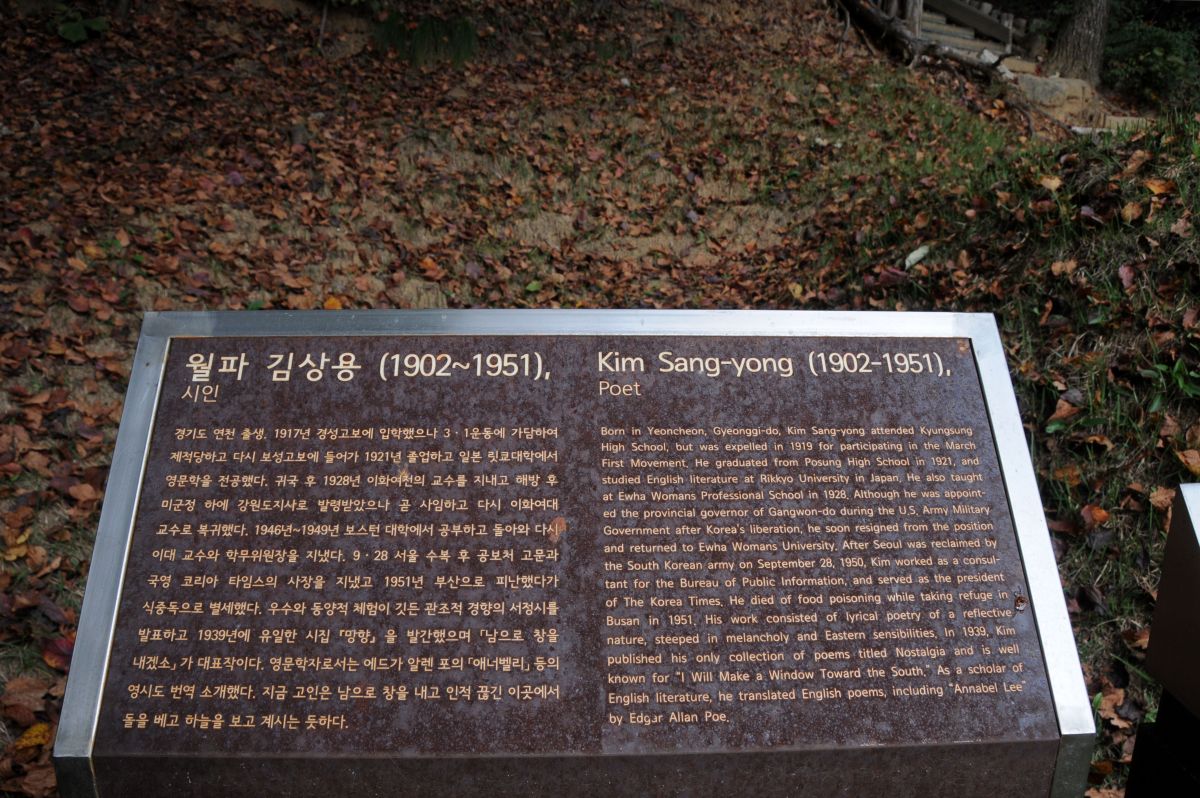 월파 김상용 (1902~1951),
시인
경기도 연천 출생. 1917년 경성고보에 입학했으나 3·1운동에 가담하여
제적당하고 다시 보성고보에 들어가 1921년 졸업하고 일본 릿쿄대학에서
영문학을 전공했다. 귀국 후 1928년 이화여전의 교수를 지내고 해방 후
미군정 하에 강원도지사로 발령받았으나 곧 사임하고 다시 이화여대
교수로 복귀했다. 1946년~1949년 보스턴 대학에서 공부하고 돌아와 다시
이대 교수와 학무위원장을 지냈다. 9·28 서울 수복 후 공보처 고문과
국영 코리아 타임스의 사장을 지냈고 1951년 부산으로 피난했다가
식중독으로 별세했다. 우수와 동양적 체험이 깃든 관조적 경향의 서정시를
발표하고 1939년에 유일한 시집 『망향』 을 발간했으며 「남으로 창을
내겠소」가 대표작이다. 영문학자로서는 에드가 알렌 포의 「애너벨리」 등의
영시도 번역 소개했다. 지금 고인은 남으로 창을 내고 인적 끊긴 이곳에서
돌을 베고 하늘을 보고 계시는 듯하다.
Kim Sang-yong (1902-1951),
Poet
Born in Yeoncheon, Gyeonggi-do, Kim Sang-yong attended Kyungsung
High School, but was expelled in 1919 for participating in the March
First Movement. He graduated from Posung High School in 1921, and
studied English literature at Rikkyo University in Japan. He also taught
at Ewha Womans Professional School in 1928. Although he was appoint-
ed the provincial governor of Gangwon-do during the U.S. Army Military
Government after Korea's liberation, he soon resigned from the position
and returned to Ewha Womans University. After Seoul was reclaimed by
the South Korean army on September 28, 1950, Kim worked as a consul-
tant for the Bureau of Public Information, and served as the president
of The Korea Times. He died of food poisoning while taking refuge in
Busan in 1951. His work consisted of lyrical poetry of a reflective
nature, steeped in melancholy and Eastern sensibilities. In 1939, Kim
published his only collection of poems titled Nostalgia and is well
known for "I Will Make a Window Toward the South." As a scholar of
English literature, he translated English poems, including "Annabel Lee"
by Edgar Allan Poe.